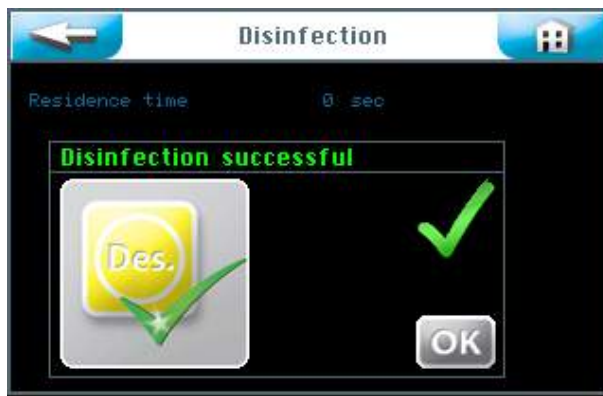 Disinfection
Residence time 0 sec
Disinfection successful
Des.
OK